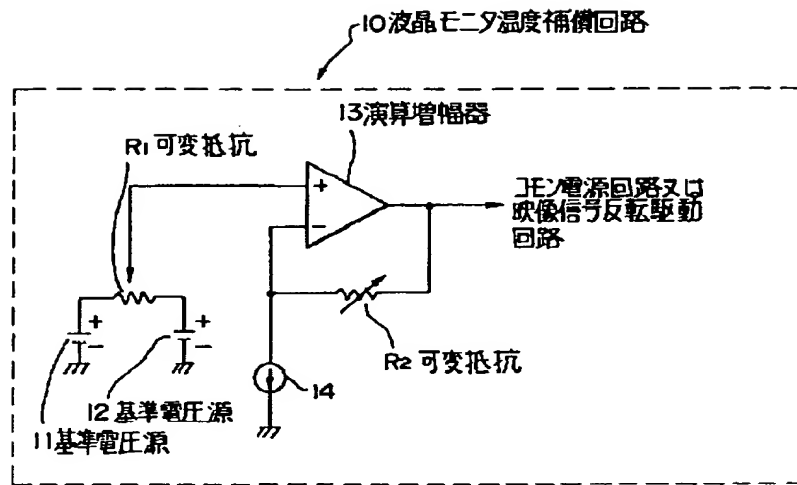 10液晶モニタ温度補償回路
13演算増幅器
R1可変抵抗
+
−
コモン電源回路又は
映像信号反転駆動
回路
+
−
+
−
R2可変抵抗
14
12基準電圧源
11基準電圧源